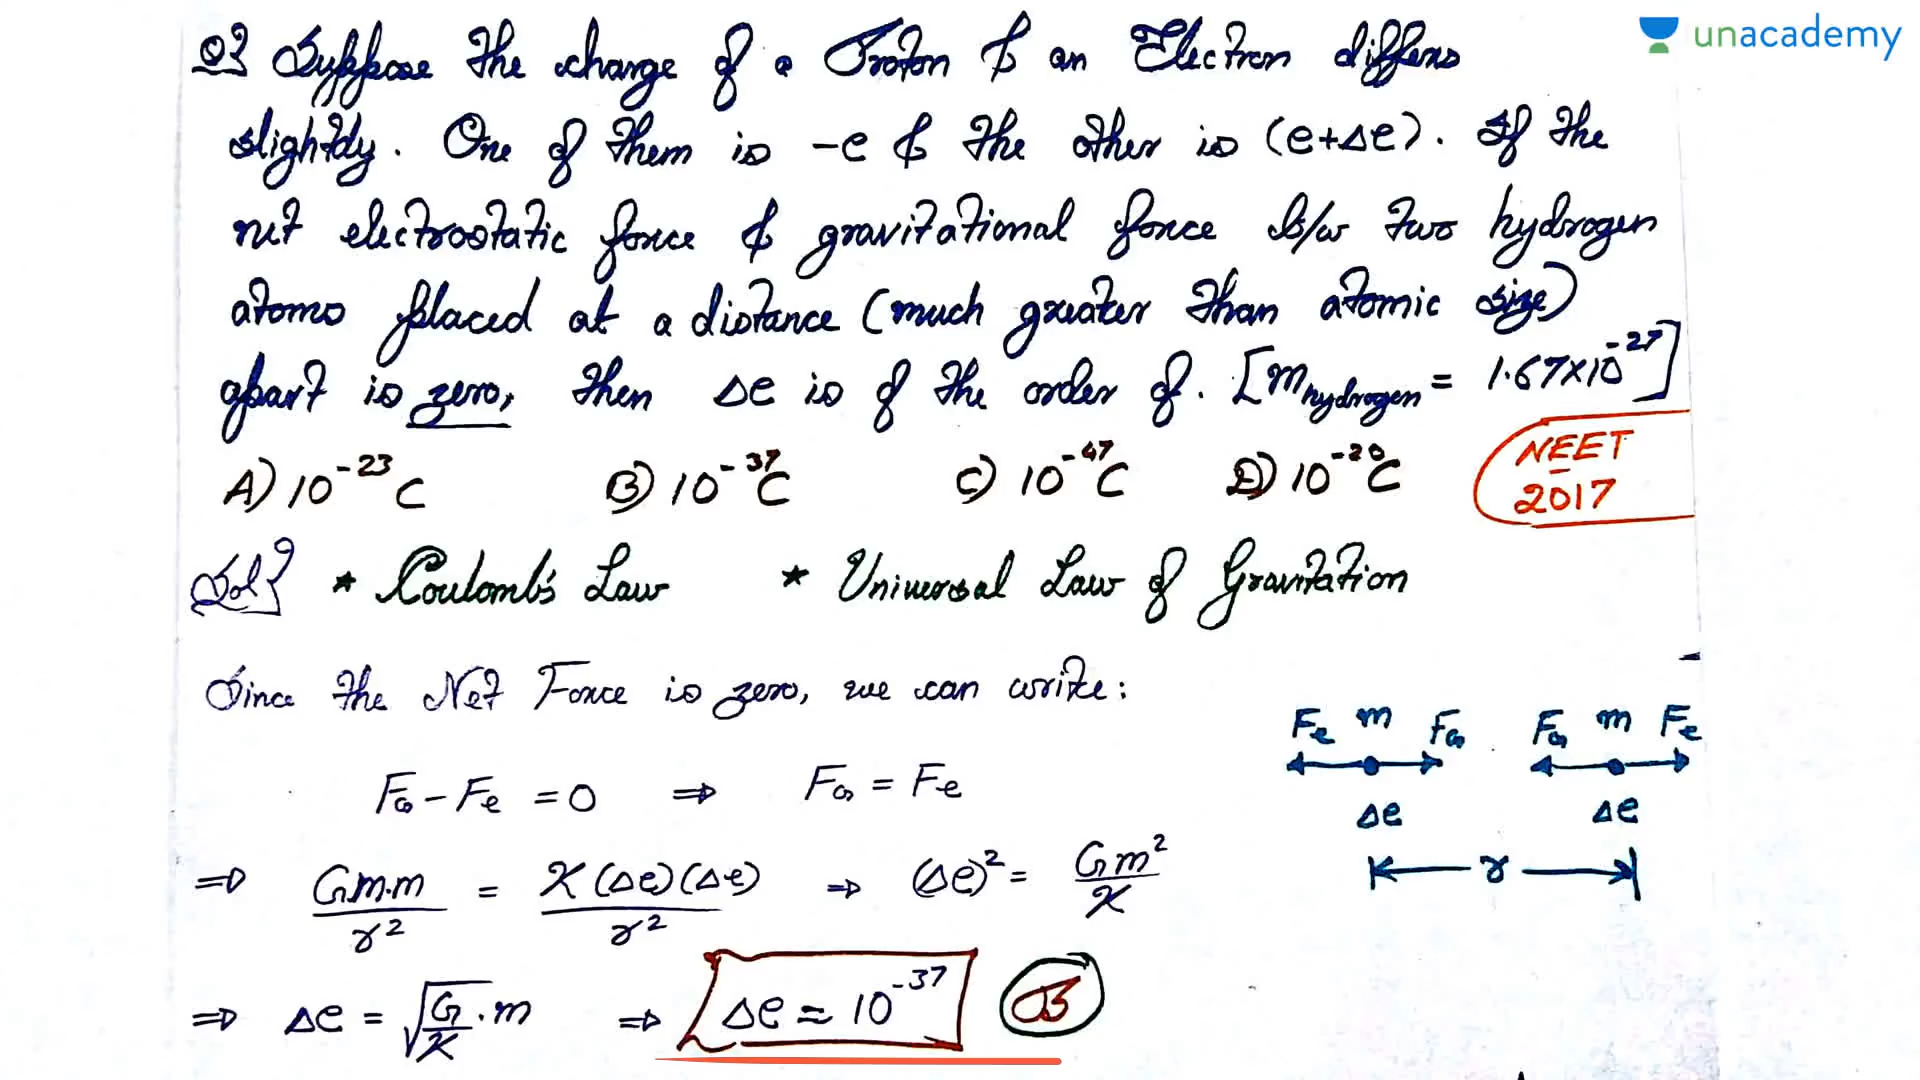 unacademy
Q? Suppose the charge of a Proton & an Electron differs
slightly. One of them is -e & the other is (e+Δe). If the
net electrostatic force & gravitational force b/w two hydrogen
atoms placed at a distance (much greater than atomic size)
apart is zero, then Δe is of the order of. [m hydrogen = 1.67×10⁻²⁷]
A) 10⁻²³ C B) 10⁻³⁷ C C) 10⁻⁴⁷ C D) 10⁻²⁰ C
NEET - 2017
Sol} * Coulomb's Law * Universal Law of Gravitation
Since the Net Force is zero, we can write:
Fe m FG FG m Fe
Δe Δe
r
FG - Fe = 0 ⇒ FG = Fe
⇒ Gm.m/r² = K(Δe)(Δe)/r² ⇒ (Δe)² = Gm²/K
⇒ Δe = √(G/K) . m ⇒ Δe ≈ 10⁻³⁷ B